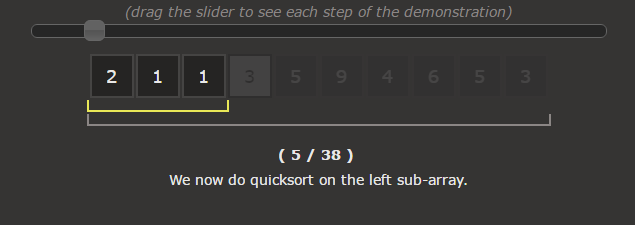 (drag the slider to see each step of the demonstration)
2 1 1 3 5 9 4 6 5 3
( 5 / 38 )
We now do quicksort on the left sub-array.